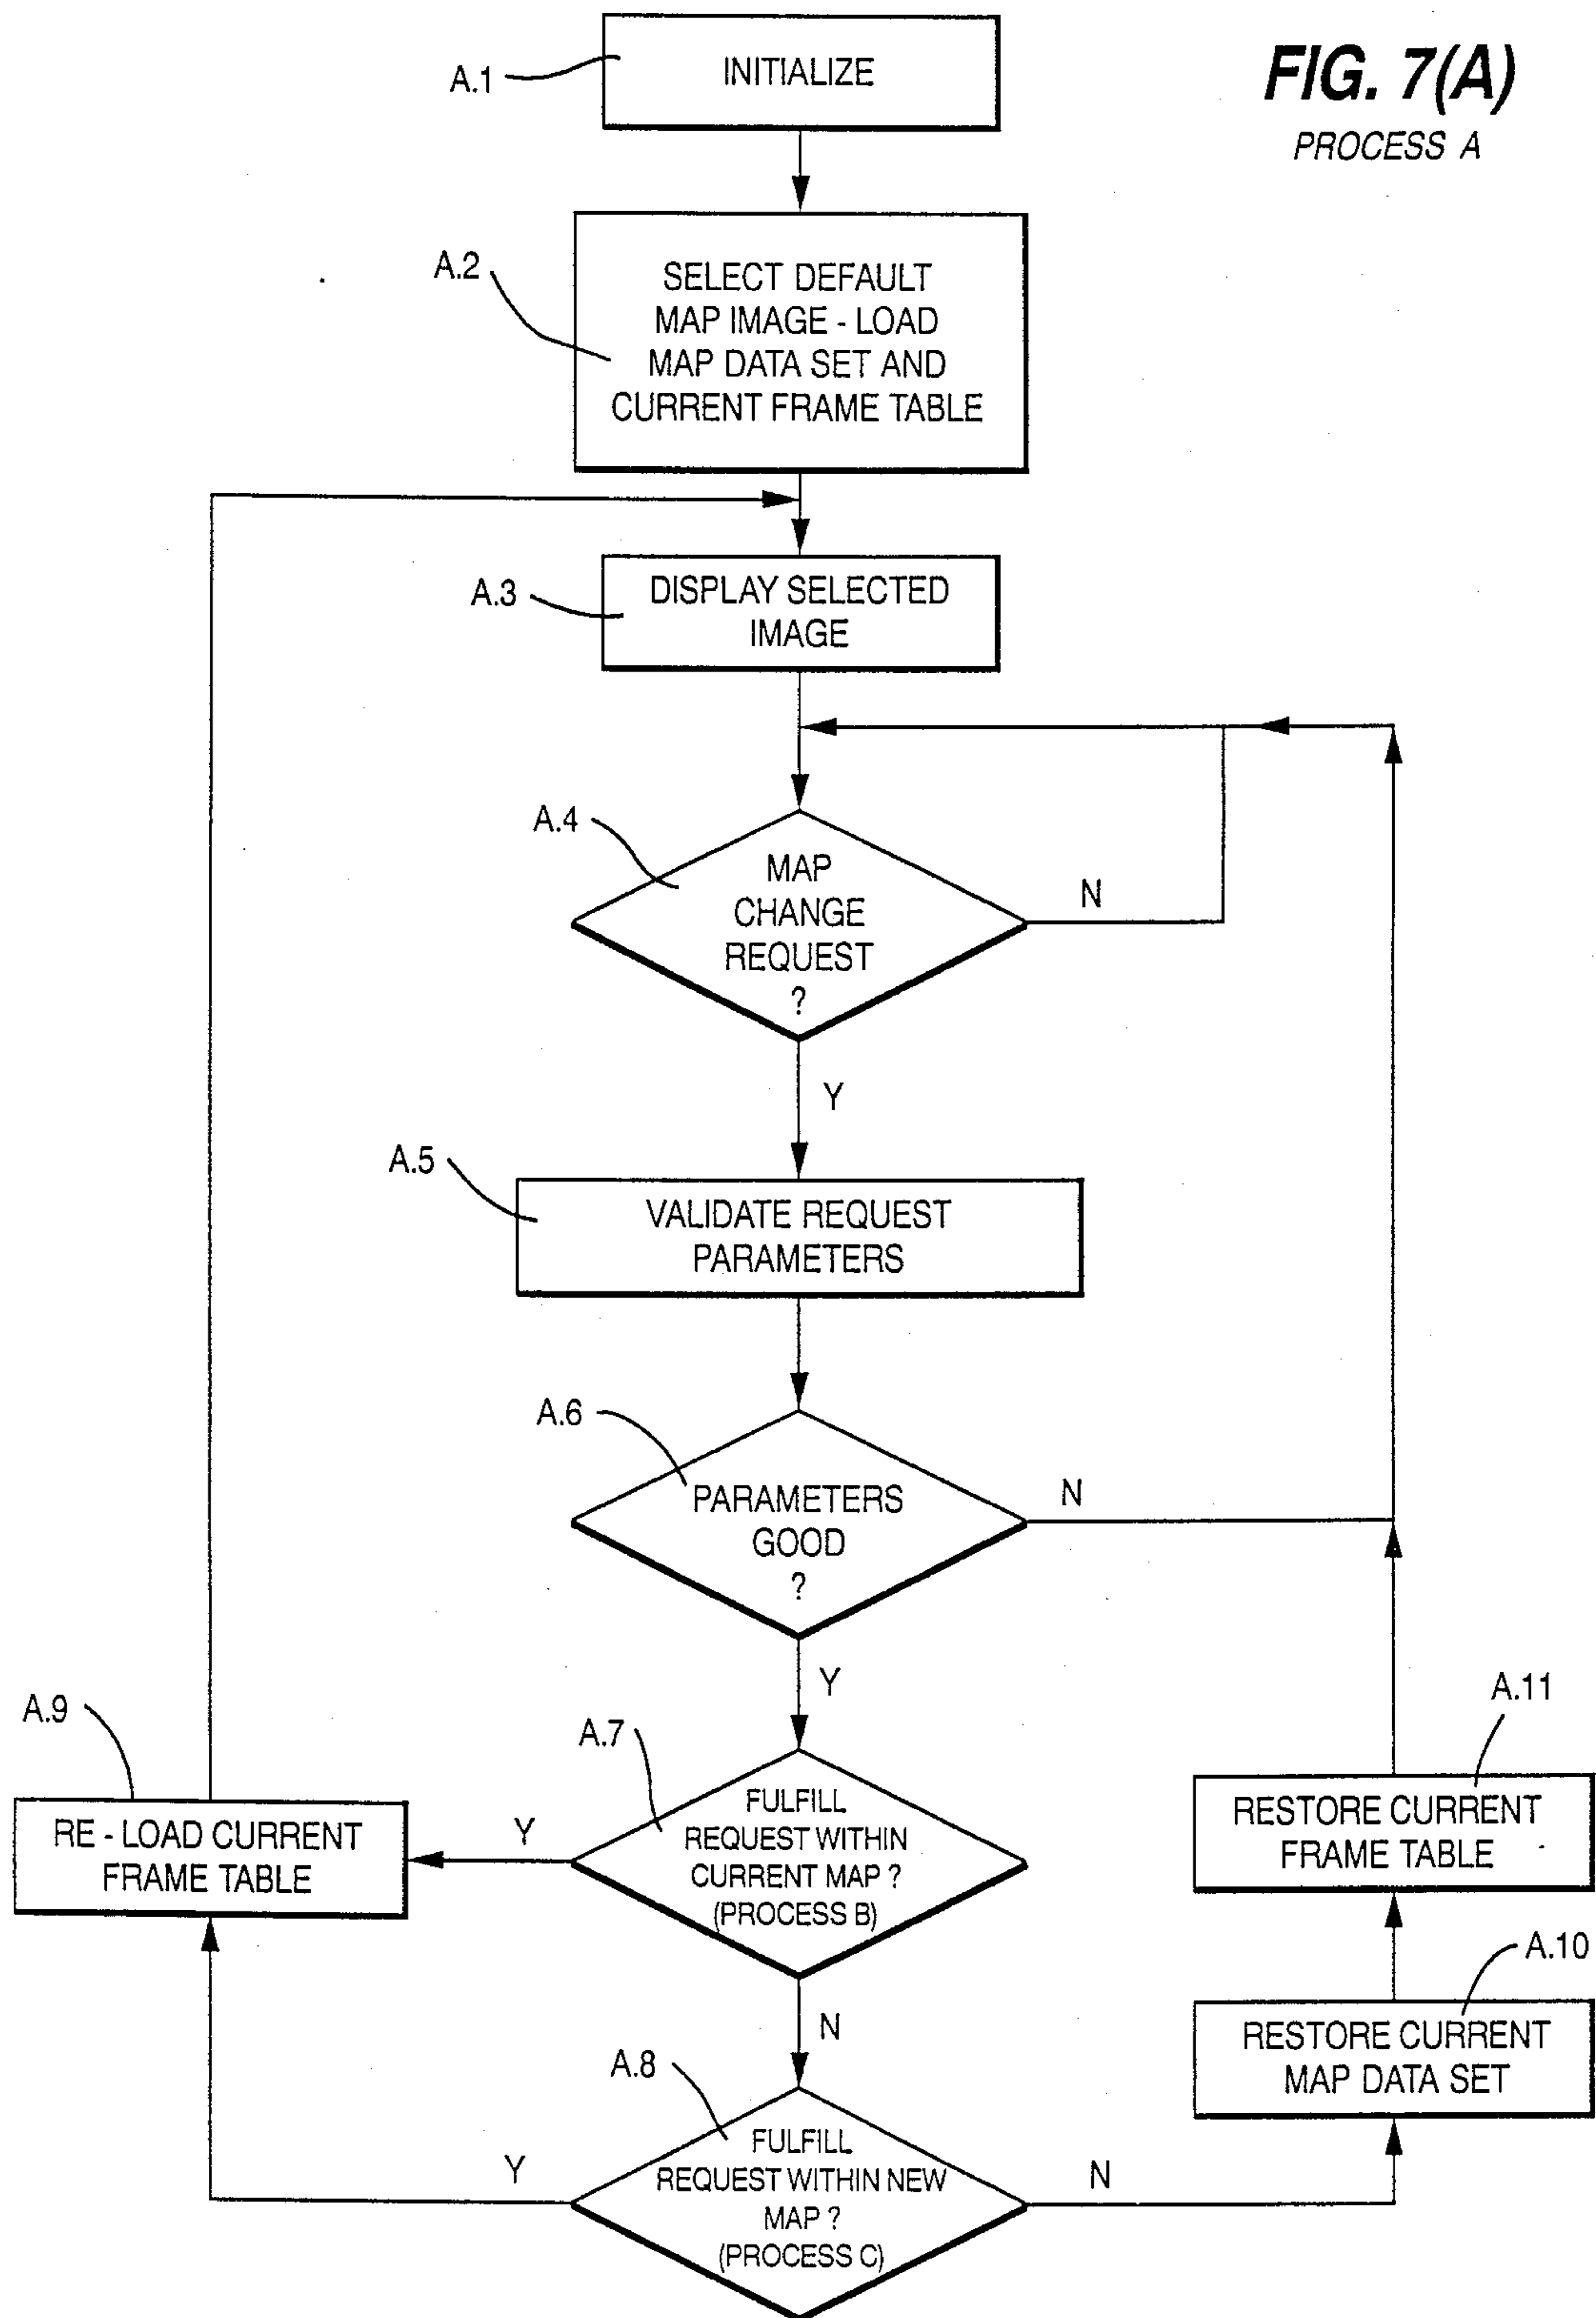 FIG. 7(A)
PROCESS A
A.1
INITIALIZE
A.2
SELECT DEFAULT
MAP IMAGE - LOAD
MAP DATA SET AND
CURRENT FRAME TABLE
A.3
DISPLAY SELECTED
IMAGE
A.4
MAP
CHANGE
REQUEST
?
N
Y
A.5
VALIDATE REQUEST
PARAMETERS
A.6
PARAMETERS
GOOD
?
N
Y
A.7
FULFILL
REQUEST WITHIN
CURRENT MAP ?
(PROCESS B)
Y
N
A.9
RE - LOAD CURRENT
FRAME TABLE
A.11
RESTORE CURRENT
FRAME TABLE
A.10
RESTORE CURRENT
MAP DATA SET
A.8
FULFILL
REQUEST WITHIN NEW
MAP ?
(PROCESS C)
Y
N